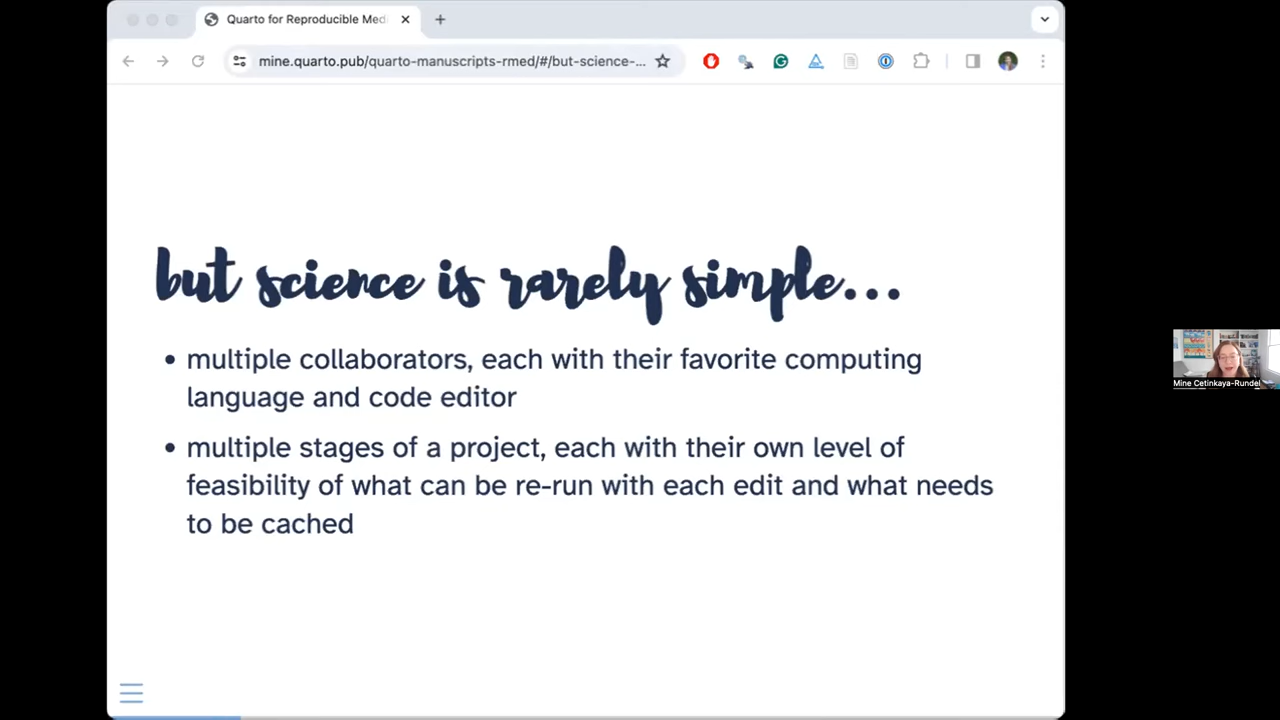 Quarto for Reproducible Med
mine.quarto.pub/quarto-manuscripts-rmed/#/but-science-...
but science is rarely simple...
• multiple collaborators, each with their favorite computing
language and code editor
• multiple stages of a project, each with their own level of
feasibility of what can be re-run with each edit and what needs
to be cached
Mine Cetinkaya-Rundel